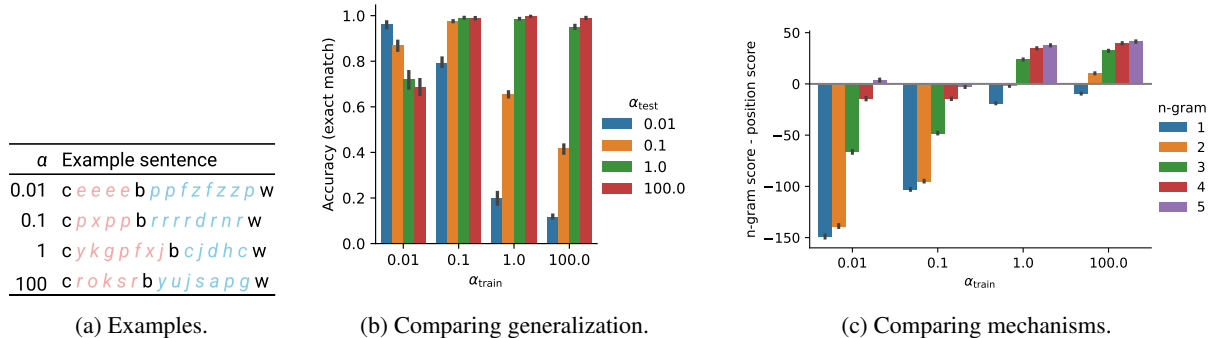 α Example sentence
0.01 c e e e e b p p f z f z z p w
0.1 c p x p p b r r r r d r n r w
1 c y k g p f x j b c j d h c w
100 c r o k s r b y u j s a p g w
(a) Examples.
Accuracy (exact match)
1.0
0.8
0.6
0.4
0.2
0.0
0.01 0.1 1.0 100.0
α_train
α_test
0.01
0.1
1.0
100.0
(b) Comparing generalization.
n-gram score - position score
50
0
−50
−100
−150
0.01 0.1 1.0 100.0
α_train
n-gram
1
2
3
4
5
(c) Comparing mechanisms.